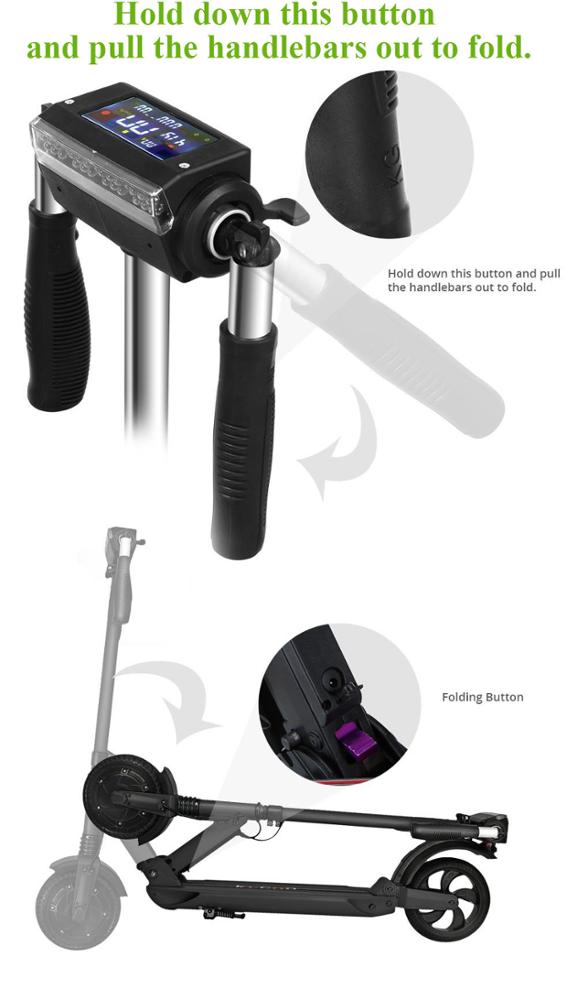 Hold down this button
and pull the handlebars out to fold.
KG
Hold down this button and pull
the handlebars out to fold.
Folding Button